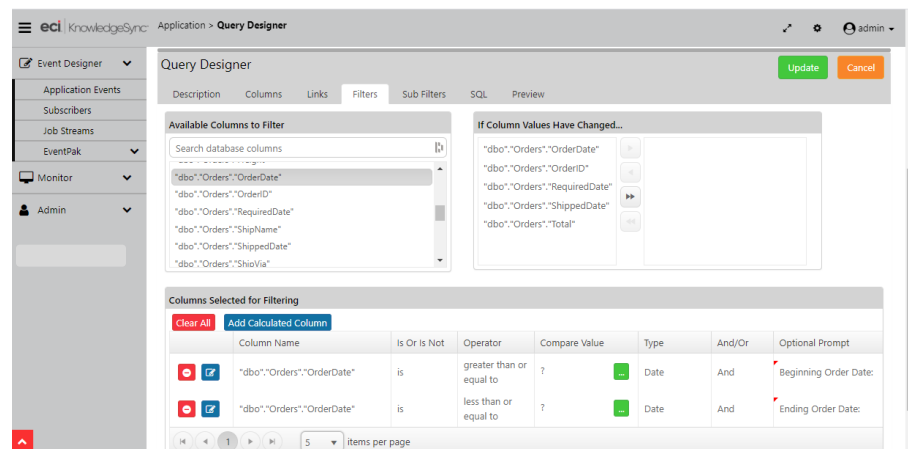 eci KnowledgeSync
Application > Query Designer
admin
Event Designer
Application Events
Subscribers
Job Streams
EventPak
Monitor
Admin
Query Designer
Update
Cancel
Description
Columns
Links
Filters
Sub Filters
SQL
Preview
Available Columns to Filter
Search database columns
"dbo"."Orders"."OrderDate"
"dbo"."Orders"."OrderID"
"dbo"."Orders"."RequiredDate"
"dbo"."Orders"."ShipName"
"dbo"."Orders"."ShippedDate"
"dbo"."Orders"."ShipVia"
If Column Values Have Changed...
"dbo"."Orders"."OrderDate"
"dbo"."Orders"."OrderID"
"dbo"."Orders"."RequiredDate"
"dbo"."Orders"."ShippedDate"
"dbo"."Orders"."Total"
Columns Selected for Filtering
Clear All
Add Calculated Column
Column Name Is Or Is Not Operator Compare Value Type And/Or Optional Prompt
"dbo"."Orders"."OrderDate" is greater than or equal to ? ... Date And Beginning Order Date:
"dbo"."Orders"."OrderDate" is less than or equal to ? ... Date And Ending Order Date:
1 5 items per page